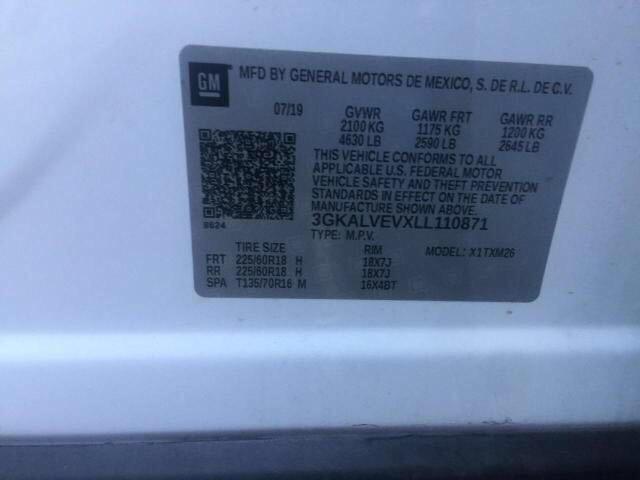 GM
MFD BY GENERAL MOTORS DE MEXICO, S. DE R.L. DE C.V.
07/19 GVWR GAWR FRT GAWR RR
2100 KG 1175 KG 1200 KG
4630 LB 2590 LB 2645 LB
THIS VEHICLE CONFORMS TO ALL
APPLICABLE U.S. FEDERAL MOTOR
VEHICLE SAFETY AND THEFT PREVENTION
STANDARDS IN EFFECT ON THE DATE OF
MANUFACTURE SHOWN ABOVE.
8624
3GKALVEVXLL110871
TYPE: M.P.V. MODEL: X1TXM26
TIRE SIZE RIM
FRT 225/60R18 H 18X7J
RR 225/60R18 H 18X7J
SPA T135/70R16 M 16X4BT